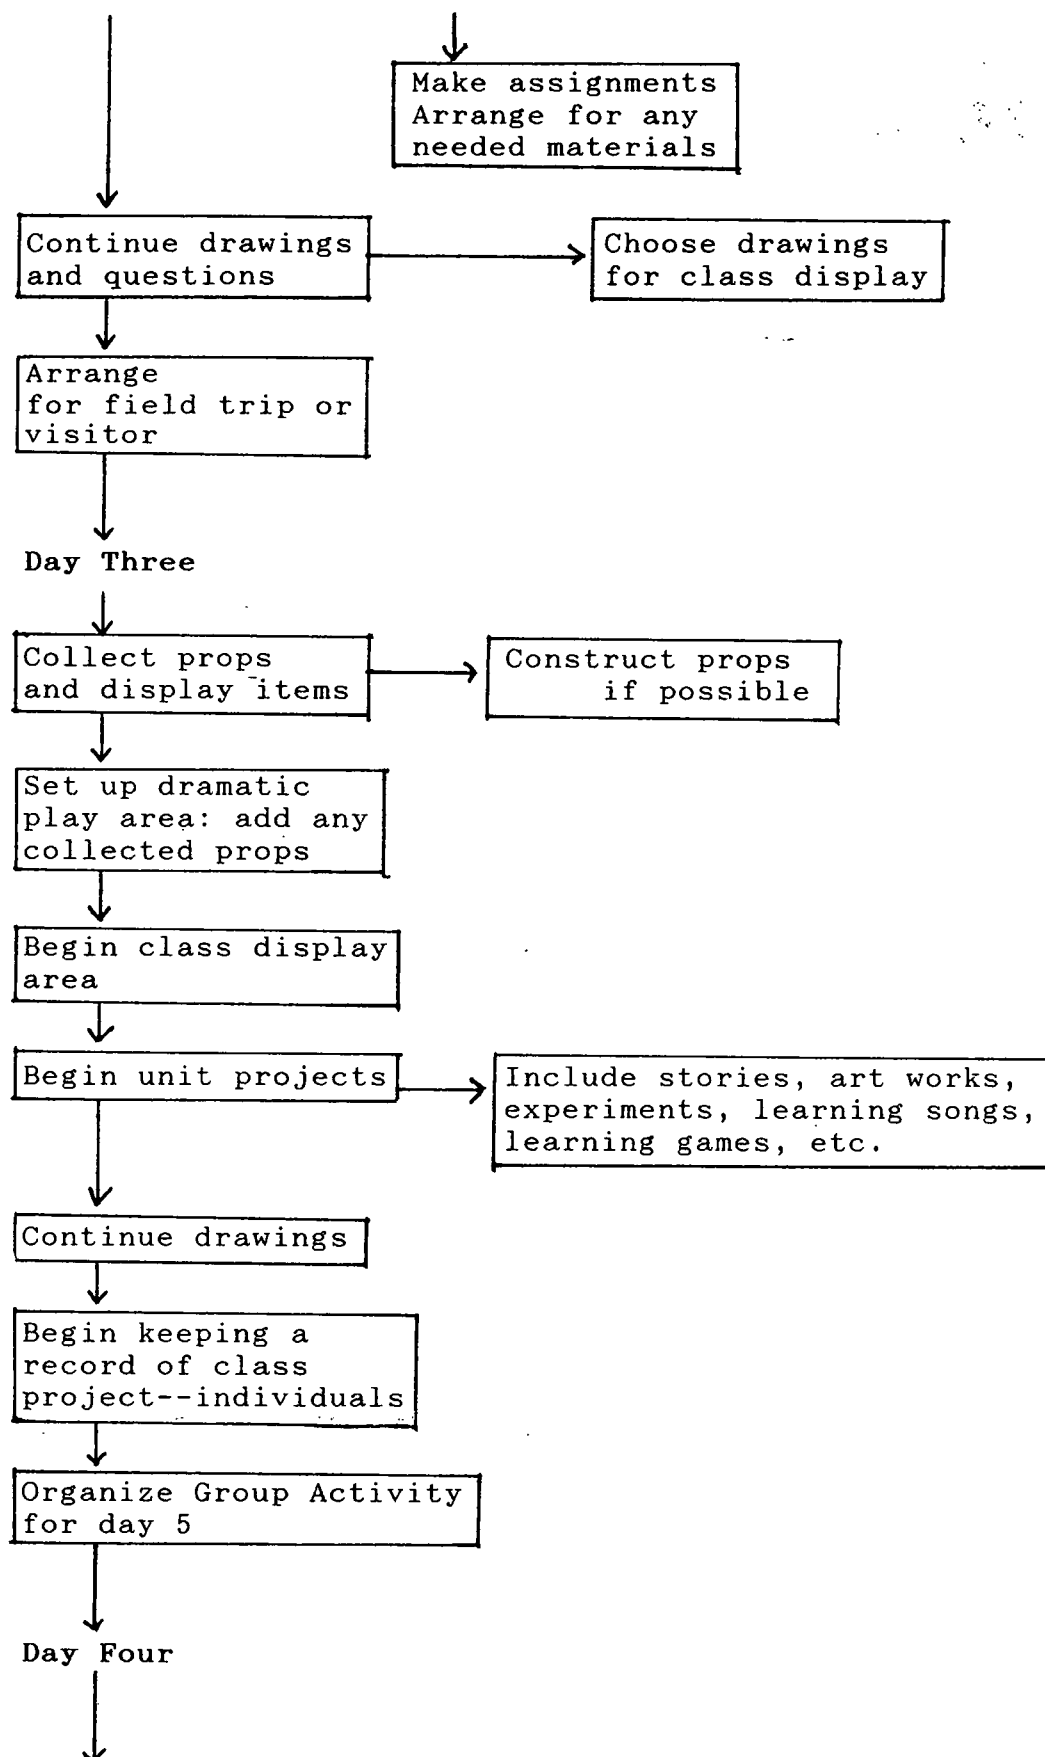 Make assignments
Arrange for any
needed materials
Continue drawings
and questions
Choose drawings
for class display
Arrange
for field trip or
visitor
Day Three
Collect props
and display items
Construct props
if possible
Set up dramatic
play area: add any
collected props
Begin class display
area
Begin unit projects
Include stories, art works,
experiments, learning songs,
learning games, etc.
Continue drawings
Begin keeping a
record of class
project--individuals
Organize Group Activity
for day 5
Day Four